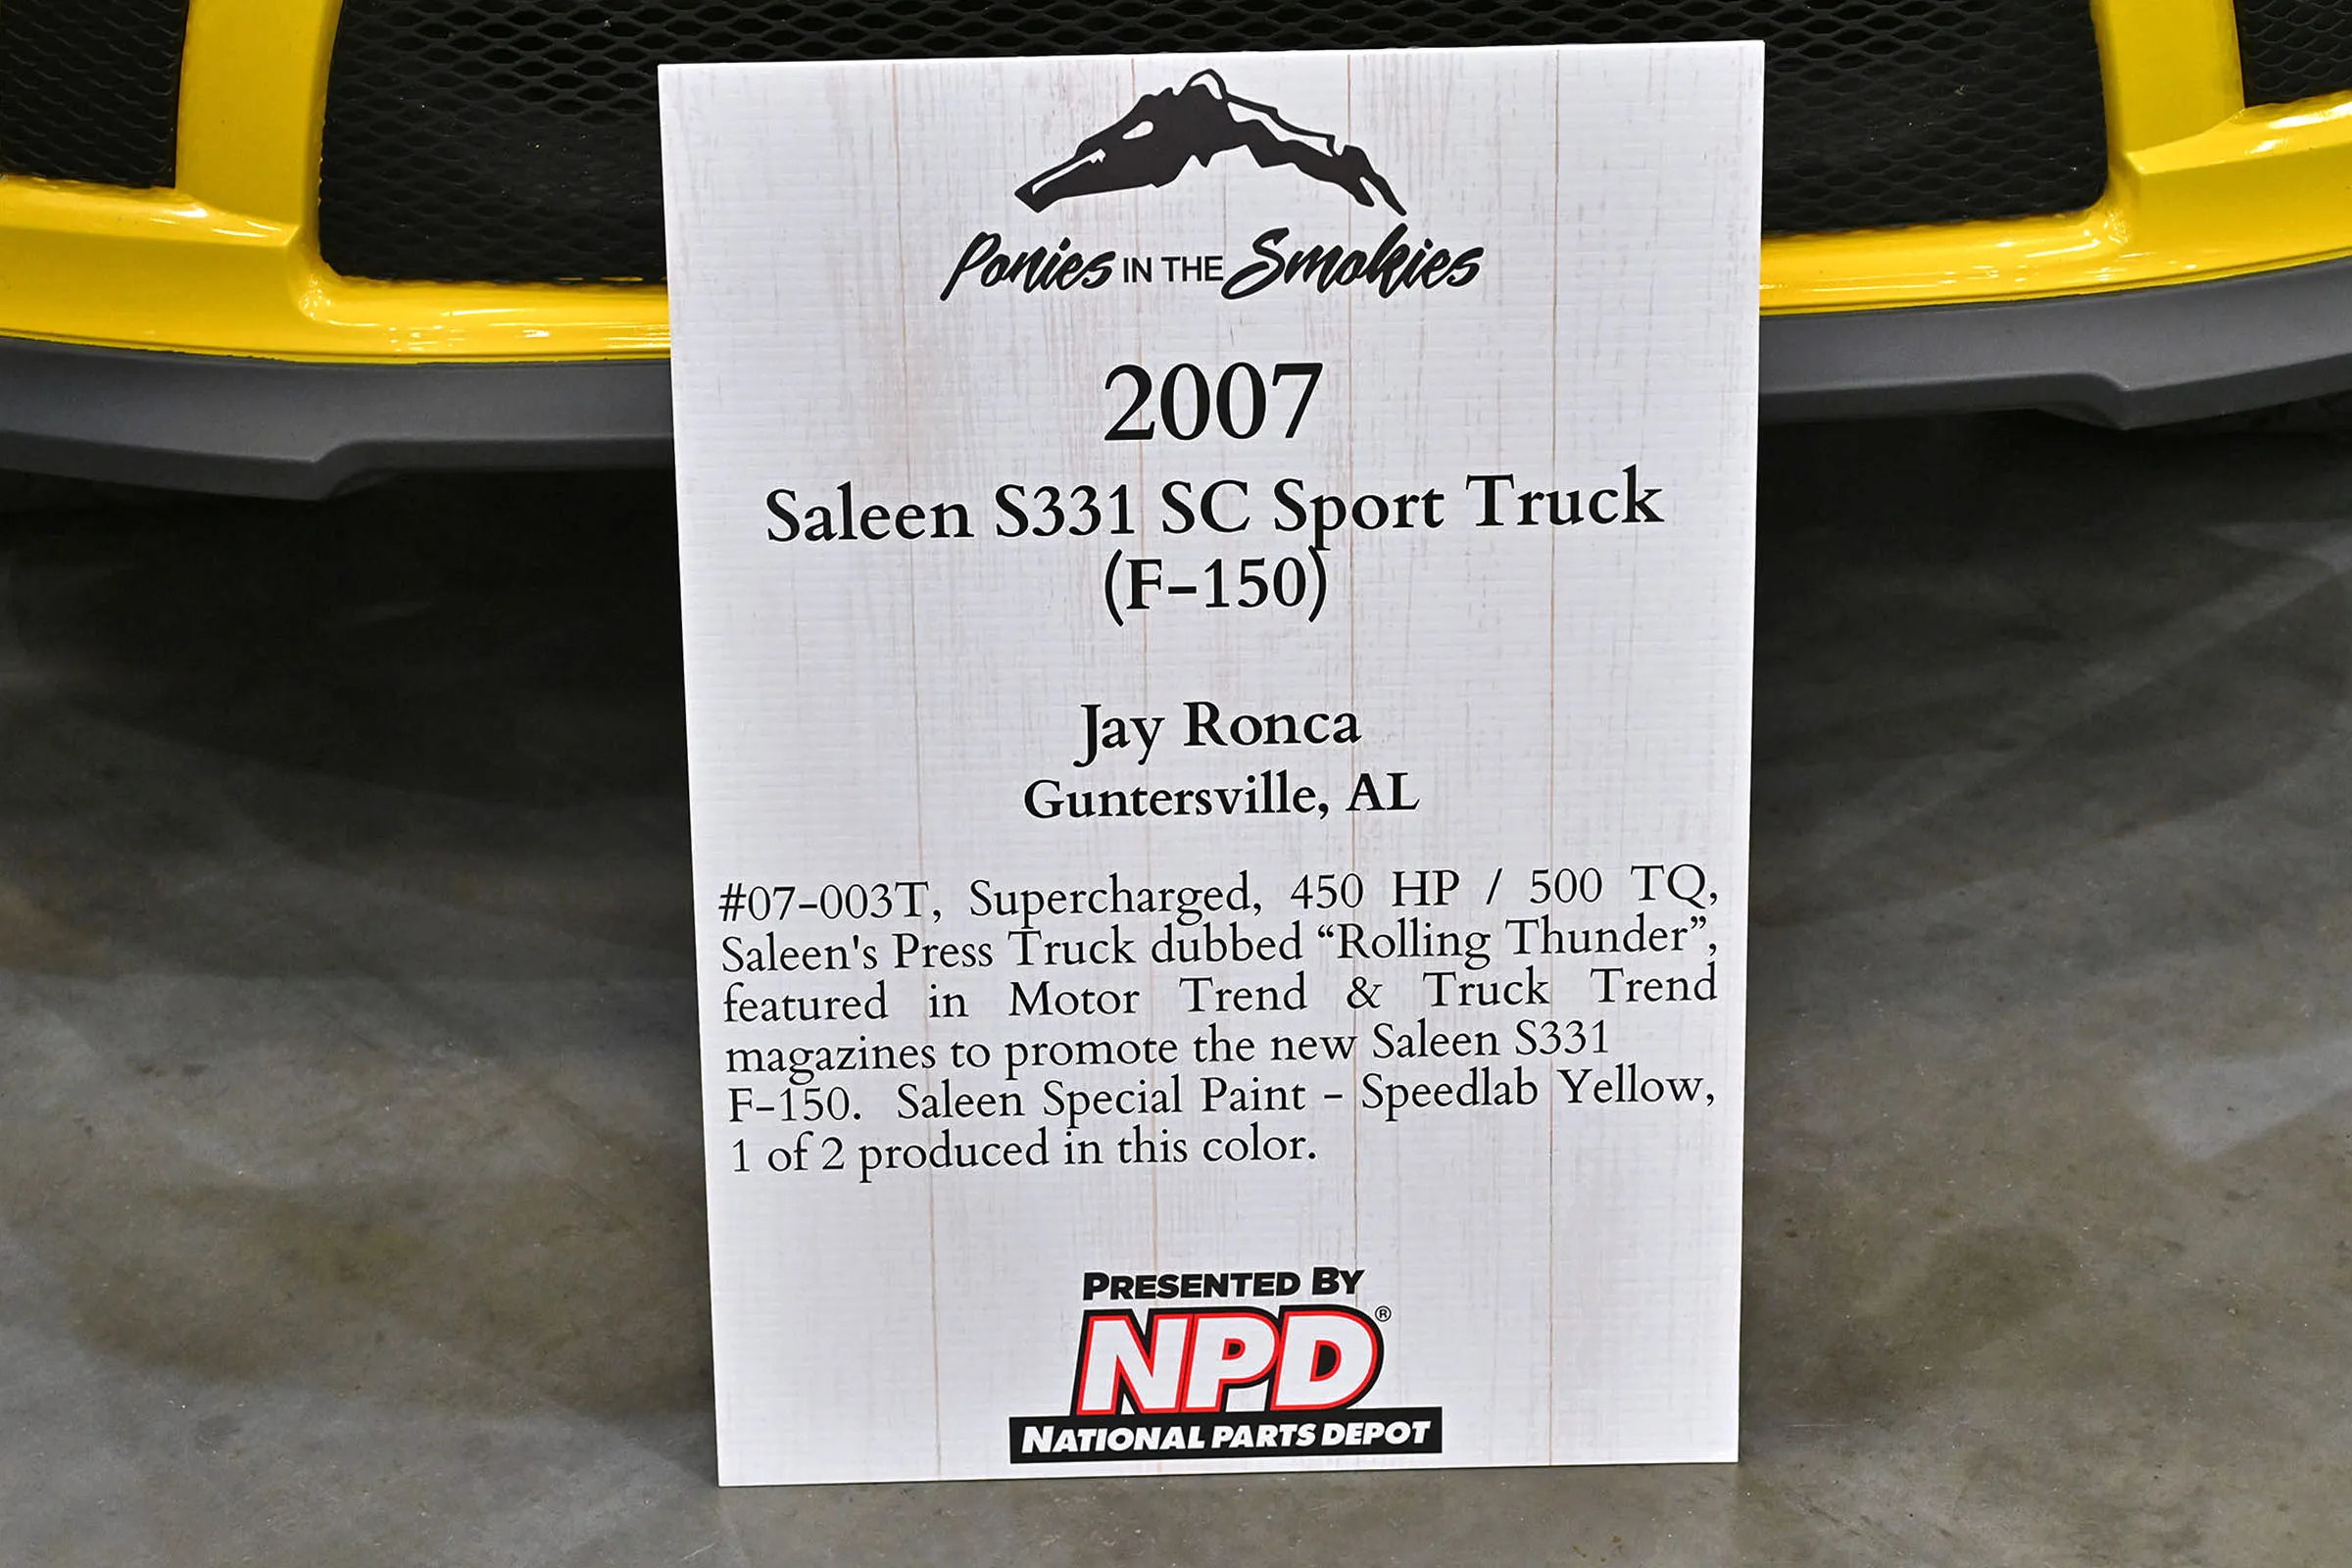 Ponies IN THE Smokies
2007
Saleen S331 SC Sport Truck
(F-150)
Jay Ronca
Guntersville, AL
#07-003T, Supercharged, 450 HP / 500 TQ,
Saleen's Press Truck dubbed “Rolling Thunder”,
featured in Motor Trend & Truck Trend
magazines to promote the new Saleen S331
F-150. Saleen Special Paint - Speedlab Yellow,
1 of 2 produced in this color.
PRESENTED BY
NPD®
NATIONAL PARTS DEPOT